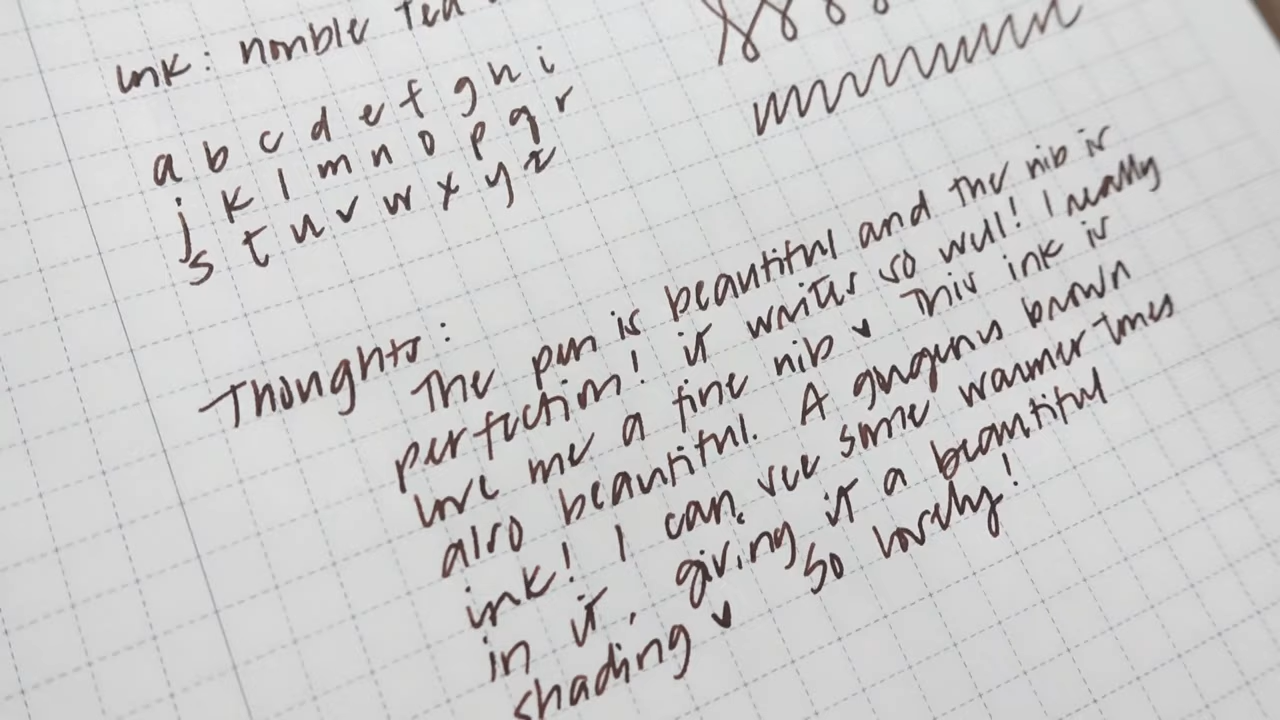 ink: nomble Tea
a b c d e f g h i
j k l m n o p q r
s t u v w x y z
Thoughts:
The pen is beautiful and the nib is
perfection! it writes so well! I really
love me a fine nib ♥ This ink is
also beautiful. A gorgeous brown
ink! I can see some warmer tones
in it, giving it a beautiful
shading ♥ So lovely!